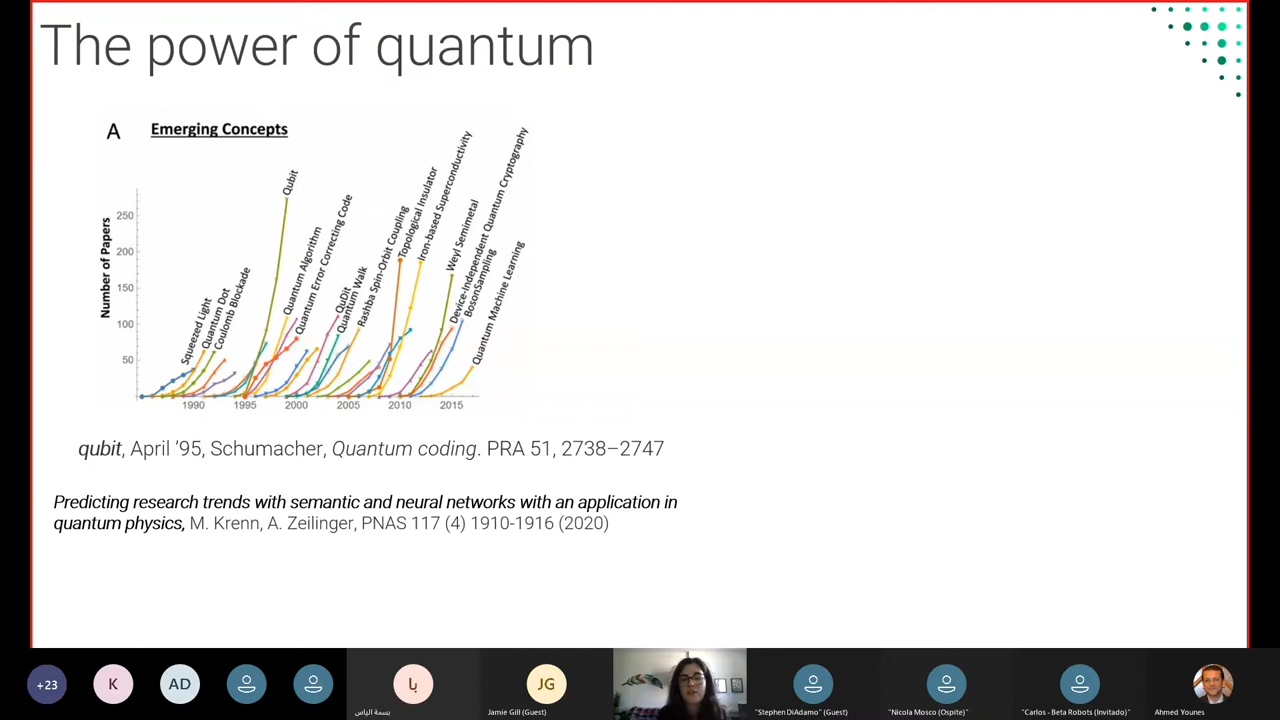 The power of quantum
A
Emerging Concepts
Number of Papers
250
200
150
100
50
1990
1995
2000
2005
2010
2015
Squeezed Light
Quantum Dot
Coulomb Blockade
Qubit
Quantum Algorithm
Quantum Error Correcting Code
QuDit
Quantum Walk
Rashba Spin-Orbit Coupling
Topological Insulator
Iron-based Superconductivity
Weyl Semimetal
Device-Independent Quantum Cryptography
BosonSampling
Quantum Machine Learning
qubit, April ’95, Schumacher, Quantum coding. PRA 51, 2738–2747
Predicting research trends with semantic and neural networks with an application in
quantum physics, M. Krenn, A. Zeilinger, PNAS 117 (4) 1910-1916 (2020)
+23
K
AD
با
JG
بسمة الياس
Jamie Gill (Guest)
"Stephen DiAdamo" (Guest)
"Nicola Mosco (Ospite)"
"Carlos - Beta Robots (Invitado)"
Ahmed Younes